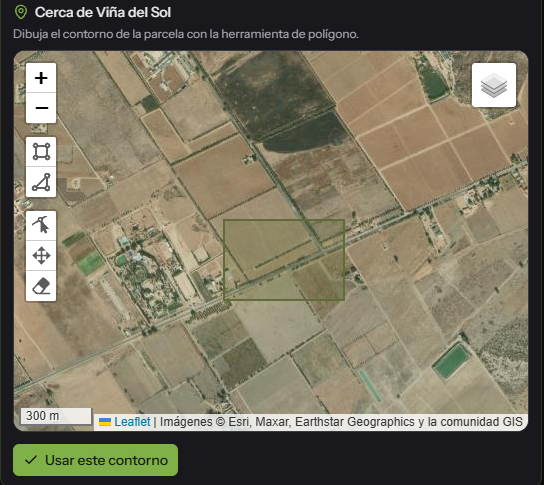 Cerca de Viña del Sol
Dibuja el contorno de la parcela con la herramienta de polígono.
+
−
300 m
Leaflet | Imágenes © Esri, Maxar, Earthstar Geographics y la comunidad GIS
Usar este contorno